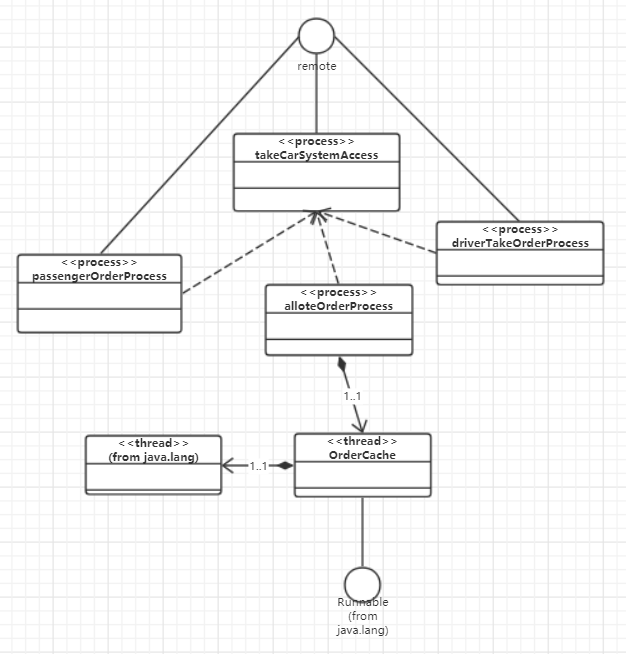 remote
<<process>>
takeCarSystemAccess
<<process>>
driverTakeOrderProcess
<<process>>
passengerOrderProcess
<<process>>
alloteOrderProcess
1..1
<<thread>>
(from java.lang)
1..1
<<thread>>
OrderCache
Runnable
(from
java.lang)